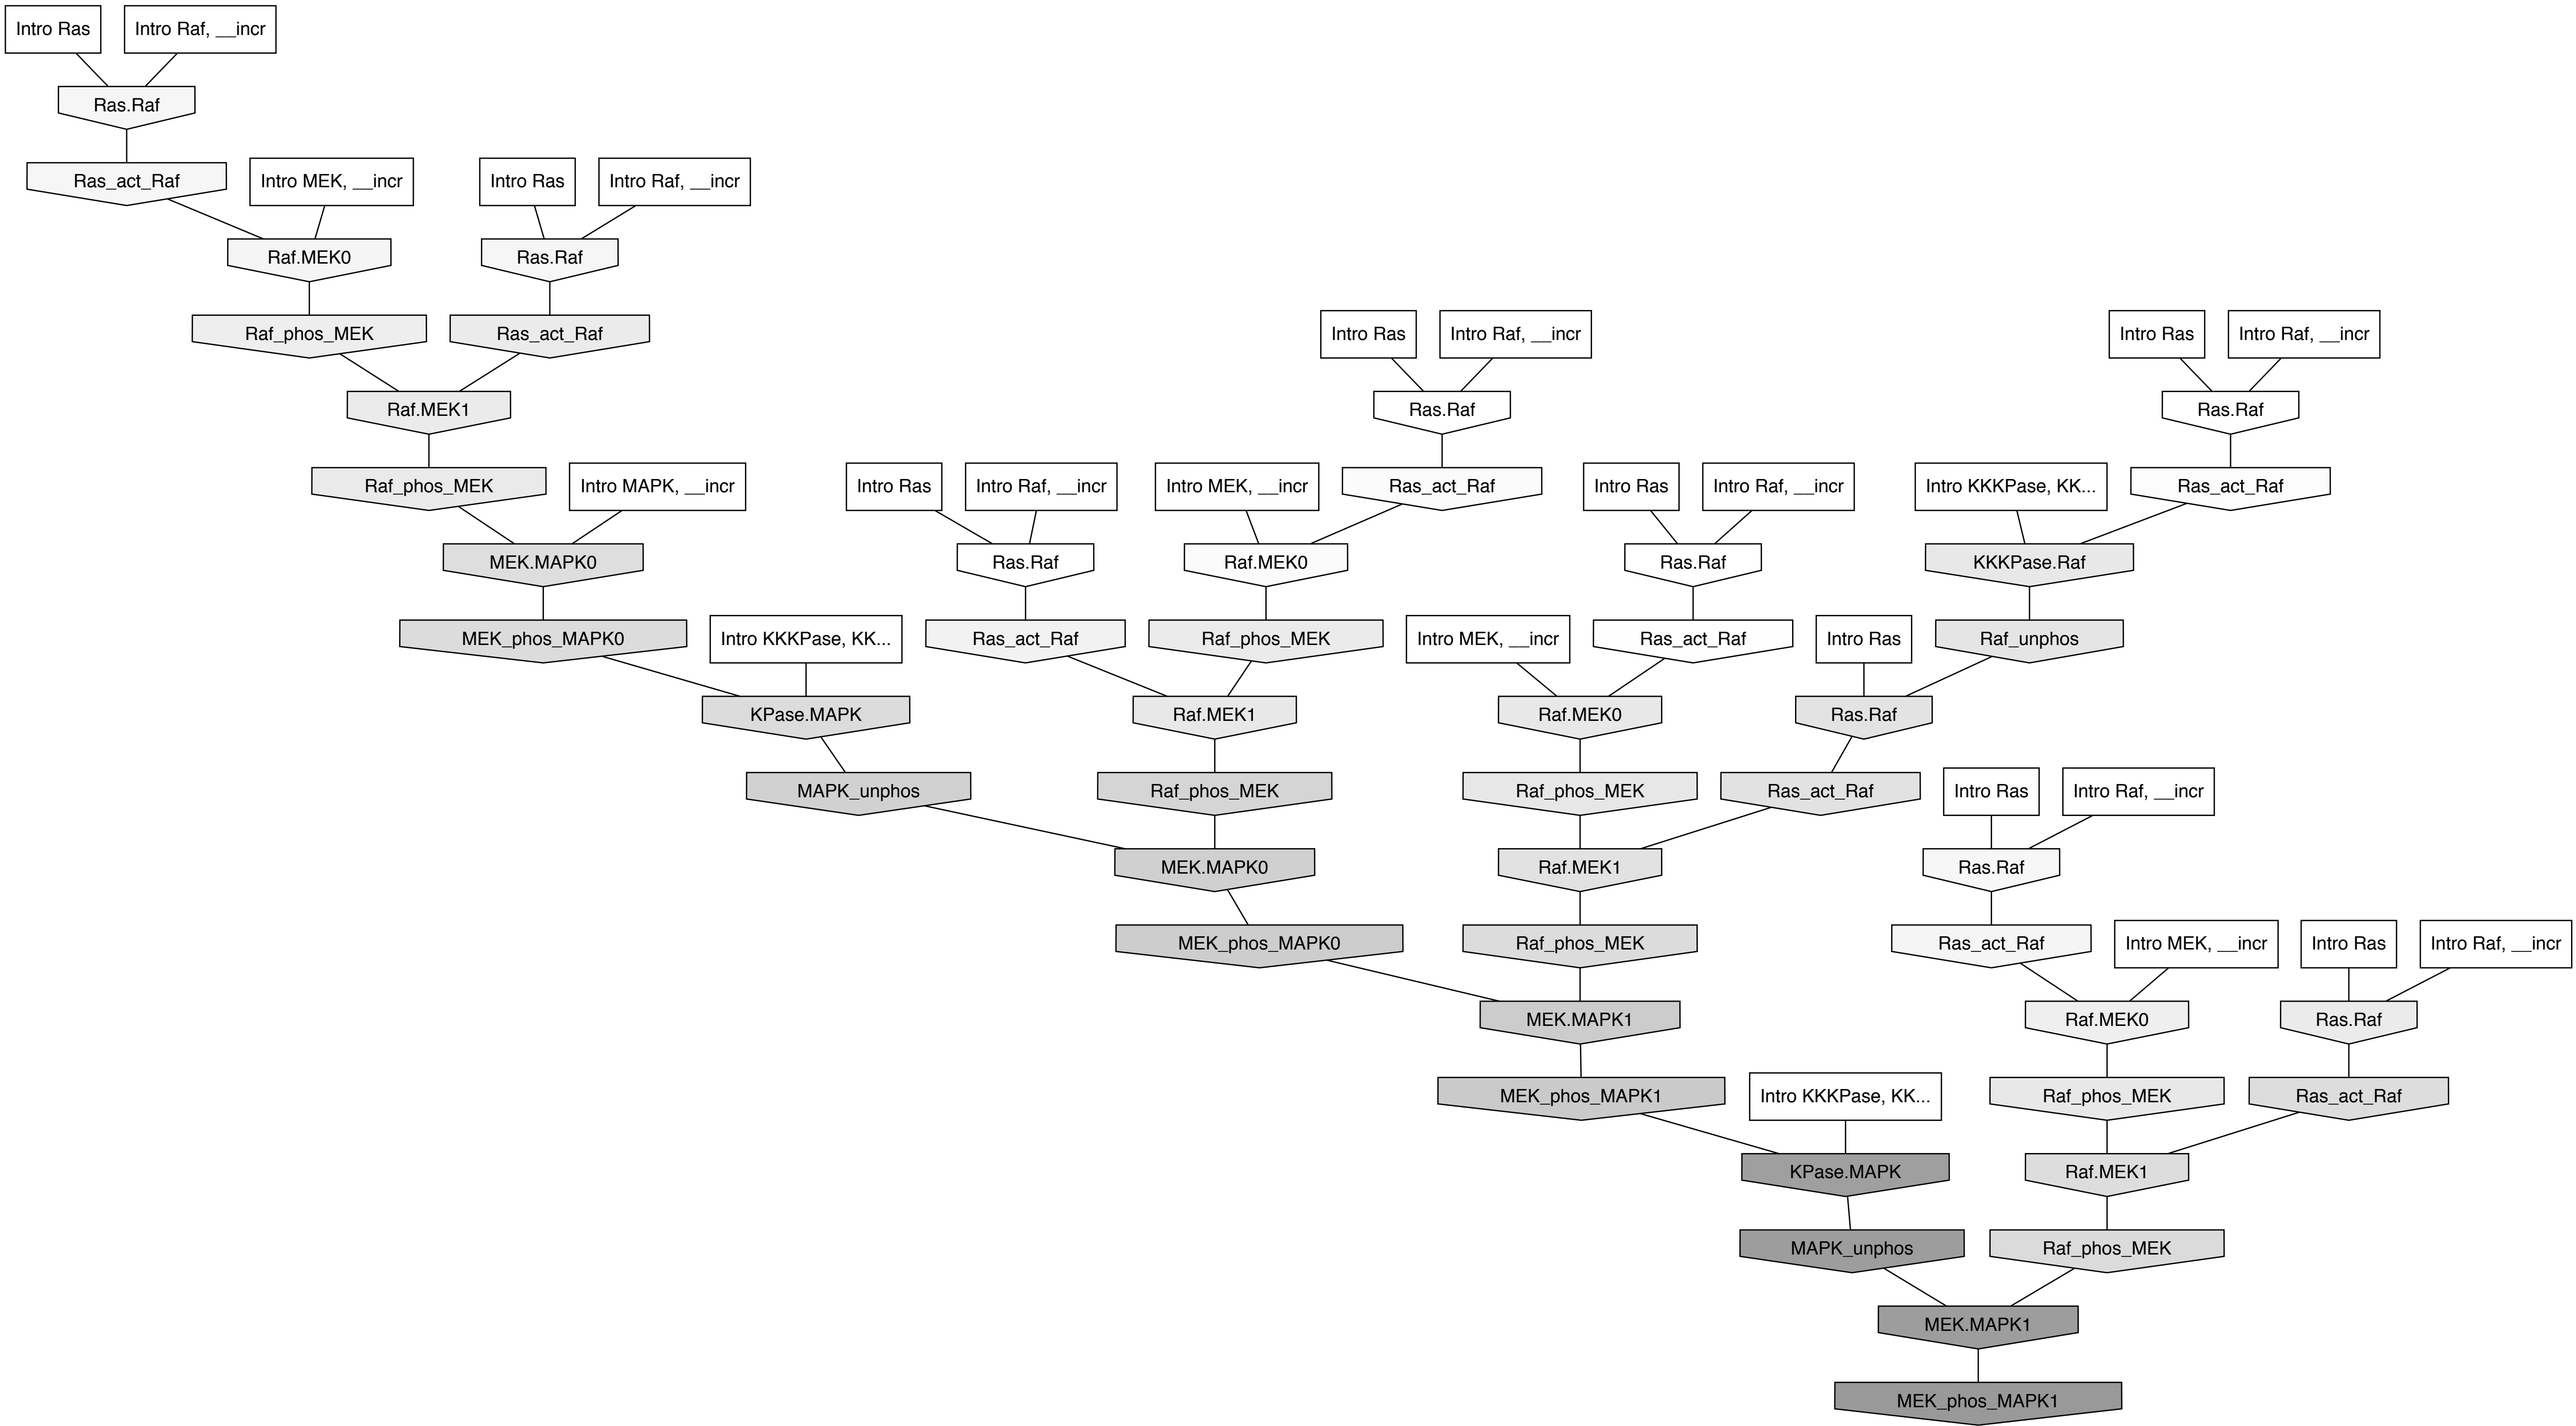 Intro Ras
Intro Raf, __incr
Ras.Raf
Ras_act_Raf
Intro MEK, __incr
Intro Ras
Intro Raf, __incr
Raf.MEK0
Ras.Raf
Raf_phos_MEK
Ras_act_Raf
Intro Ras
Intro Raf, __incr
Intro Ras
Intro Raf, __incr
Raf.MEK1
Ras.Raf
Ras.Raf
Raf_phos_MEK
Intro MAPK, __incr
Intro Ras
Intro Raf, __incr
Intro MEK, __incr
Ras_act_Raf
Intro Ras
Intro Raf, __incr
Intro KKKPase, KK...
Ras_act_Raf
MEK.MAPK0
Ras.Raf
Raf.MEK0
Ras.Raf
KKKPase.Raf
MEK_phos_MAPK0
Intro KKKPase, KK...
Ras_act_Raf
Raf_phos_MEK
Intro MEK, __incr
Ras_act_Raf
Intro Ras
Raf_unphos
KPase.MAPK
Raf.MEK1
Raf.MEK0
Ras.Raf
MAPK_unphos
Raf_phos_MEK
Raf_phos_MEK
Ras_act_Raf
Intro Ras
Intro Raf, __incr
MEK.MAPK0
Raf.MEK1
Ras.Raf
MEK_phos_MAPK0
Raf_phos_MEK
Ras_act_Raf
Intro MEK, __incr
Intro Ras
Intro Raf, __incr
MEK.MAPK1
Raf.MEK0
Ras.Raf
MEK_phos_MAPK1
Intro KKKPase, KK...
Raf_phos_MEK
Ras_act_Raf
KPase.MAPK
Raf.MEK1
MAPK_unphos
Raf_phos_MEK
MEK.MAPK1
MEK_phos_MAPK1